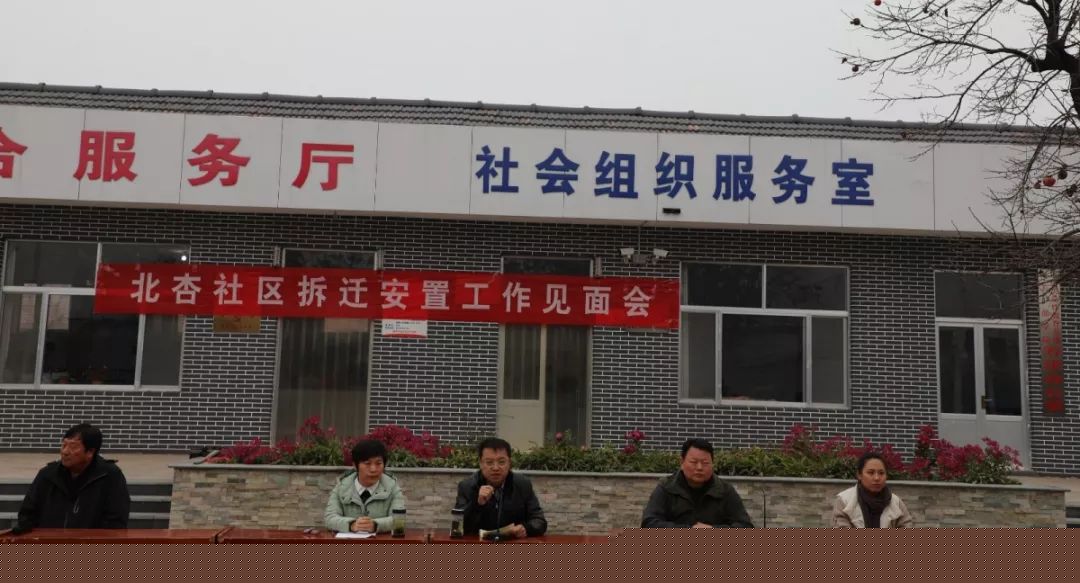 服务厅 社会组织服务室
北杏社区拆迁安置工作见面会